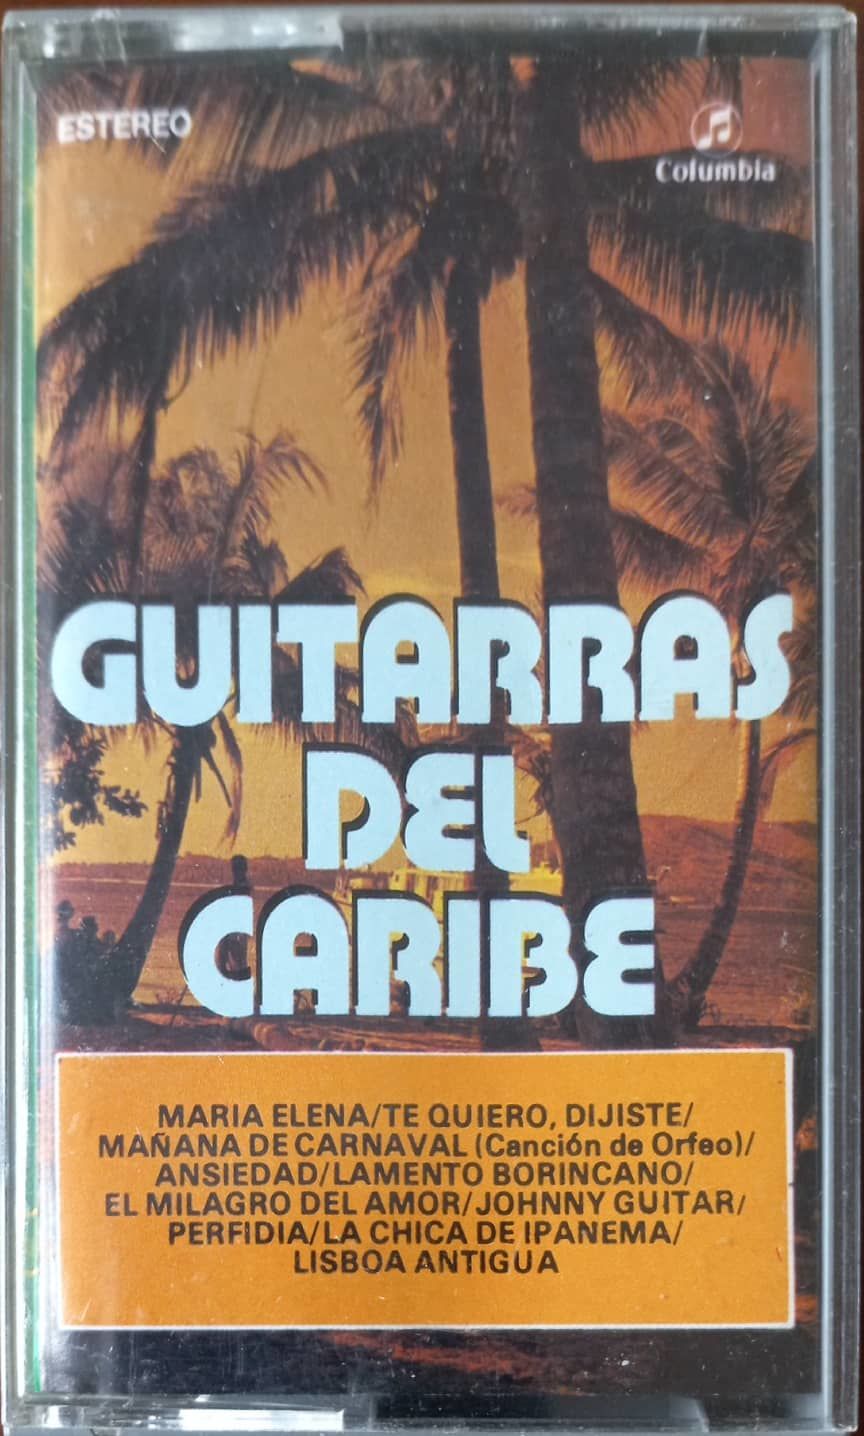 ESTEREO
Columbia
GUITARRAS
DEL
CARIBE
MARIA ELENA/TE QUIERO, DIJISTE/
MAÑANA DE CARNAVAL (Canción de Orfeo)/
ANSIEDAD/LAMENTO BORINCANO/
EL MILAGRO DEL AMOR/JOHNNY GUITAR/
PERFIDIA/LA CHICA DE IPANEMA/
LISBOA ANTIGUA